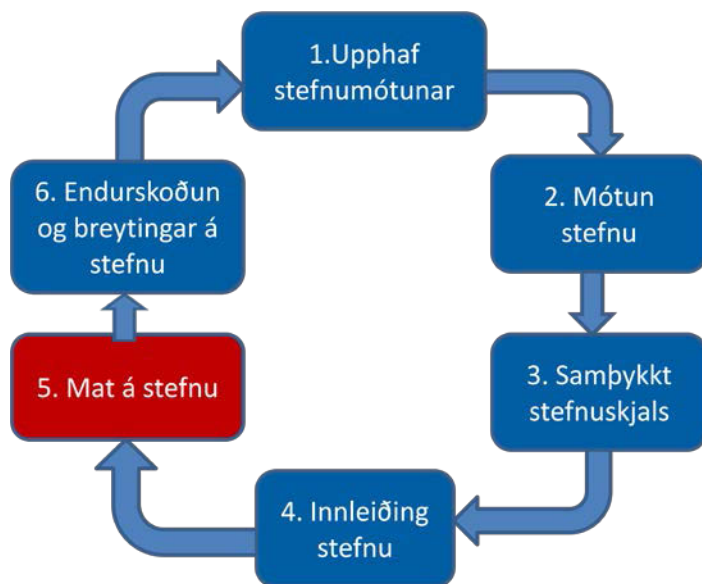 1.Upphaf
stefnumótunar
2. Mótun
stefnu
3. Samþykkt
stefnuskjals
4. Innleiðing
stefnu
5. Mat á stefnu
6. Endurskoðun
og breytingar á
stefnu